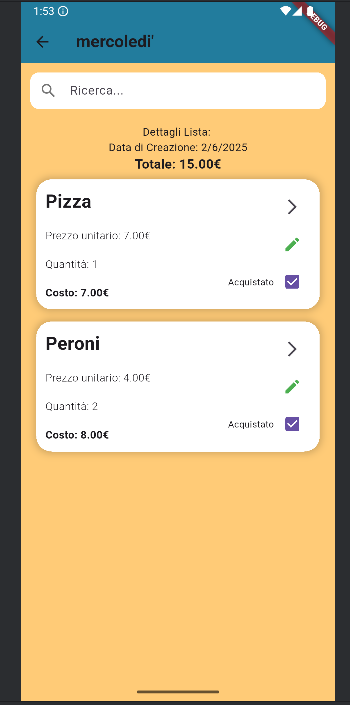 1:53
DEBUG
mercoledi'
Ricerca...
Dettagli Lista:
Data di Creazione: 2/6/2025
Totale: 15.00€
Pizza
Prezzo unitario: 7.00€
Quantità: 1
Acquistato
Costo: 7.00€
Peroni
Prezzo unitario: 4.00€
Quantità: 2
Acquistato
Costo: 8.00€